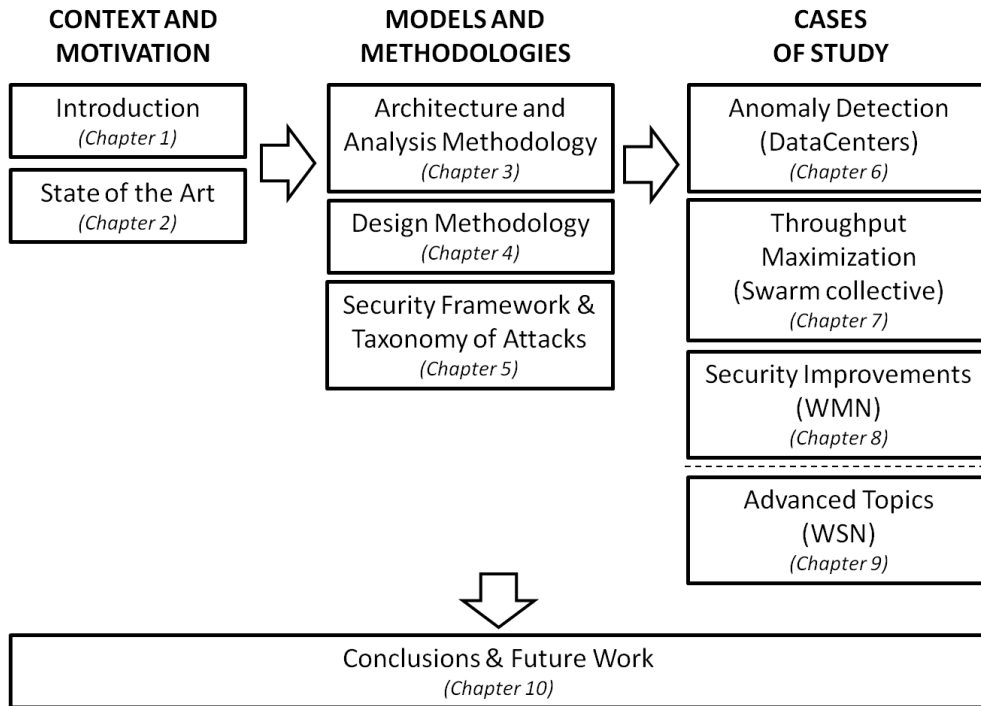 CONTEXT AND
MOTIVATION
Introduction
(Chapter 1)
State of the Art
(Chapter 2)
MODELS AND
METHODOLOGIES
Architecture and
Analysis Methodology
(Chapter 3)
Design Methodology
(Chapter 4)
Security Framework &
Taxonomy of Attacks
(Chapter 5)
CASES
OF STUDY
Anomaly Detection
(DataCenters)
(Chapter 6)
Throughput
Maximization
(Swarm collective)
(Chapter 7)
Security Improvements
(WMN)
(Chapter 8)
Advanced Topics
(WSN)
(Chapter 9)
Conclusions & Future Work
(Chapter 10)